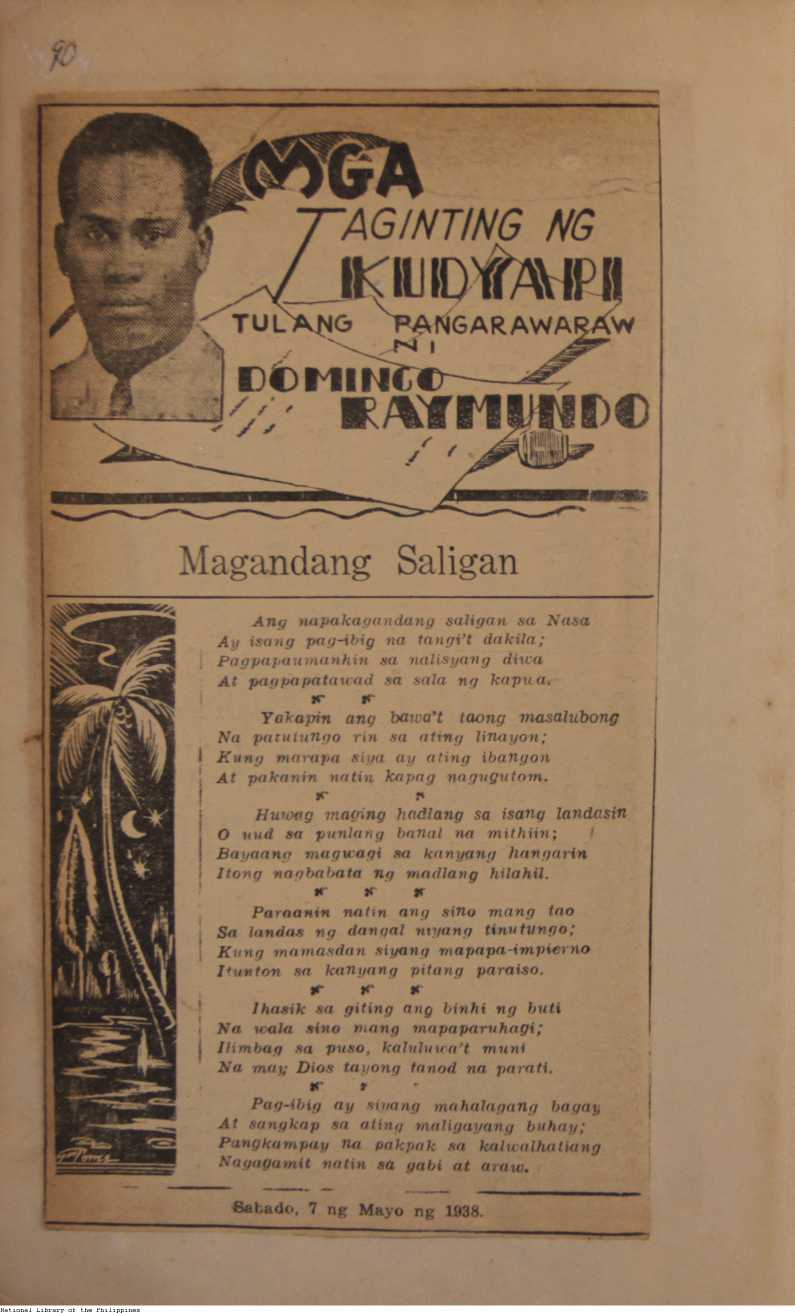 90
MGA
TAGINTING NG
KUDYAPI
TULANG PANGARAWARAW
NI
DOMINGO
RAYMUNDO
Magandang Saligan
Ang napakagandang saligan sa Nasa
Ay isang pag-ibig na tangi't dakila;
Pagpapaumanhin sa nalisyang diwa
At pagpapatawad sa sala ng kapua.
Yakapin ang bawa't taong masalubong
Na patutungo rin sa ating linayon;
Kung marapa siya ay ating ibangon
At pakanin natin kapag nagugutom.
Huwag maging hadlang sa isang landasin
O uud sa punlang banal na mithiin;
Bayaang magwagi sa kanyang hangarin
Itong nagbabata ng madlang hilahil.
Paraanin natin ang sino mang tao
Sa landas ng dangal niyang tinutungo;
Kung mamasdan siyang mapapa-impierno
Itunton sa kanyang pitang paraiso.
Ihasik sa giting ang binhi ng buti
Na wala sino mang mapaparuhagi;
Ilimbag sa puso, kaluluwa't muni
Na may Dios tayong tanod na parati.
Pag-ibig ay siyang mahalagang bagay
At sangkap sa ating maligayang buhay;
Pangkampay na pakpak sa kalwalhatiang
Nagagamit natin sa gabi at araw.
Sabado, 7 ng Mayo ng 1938.
National Library of the Philippines